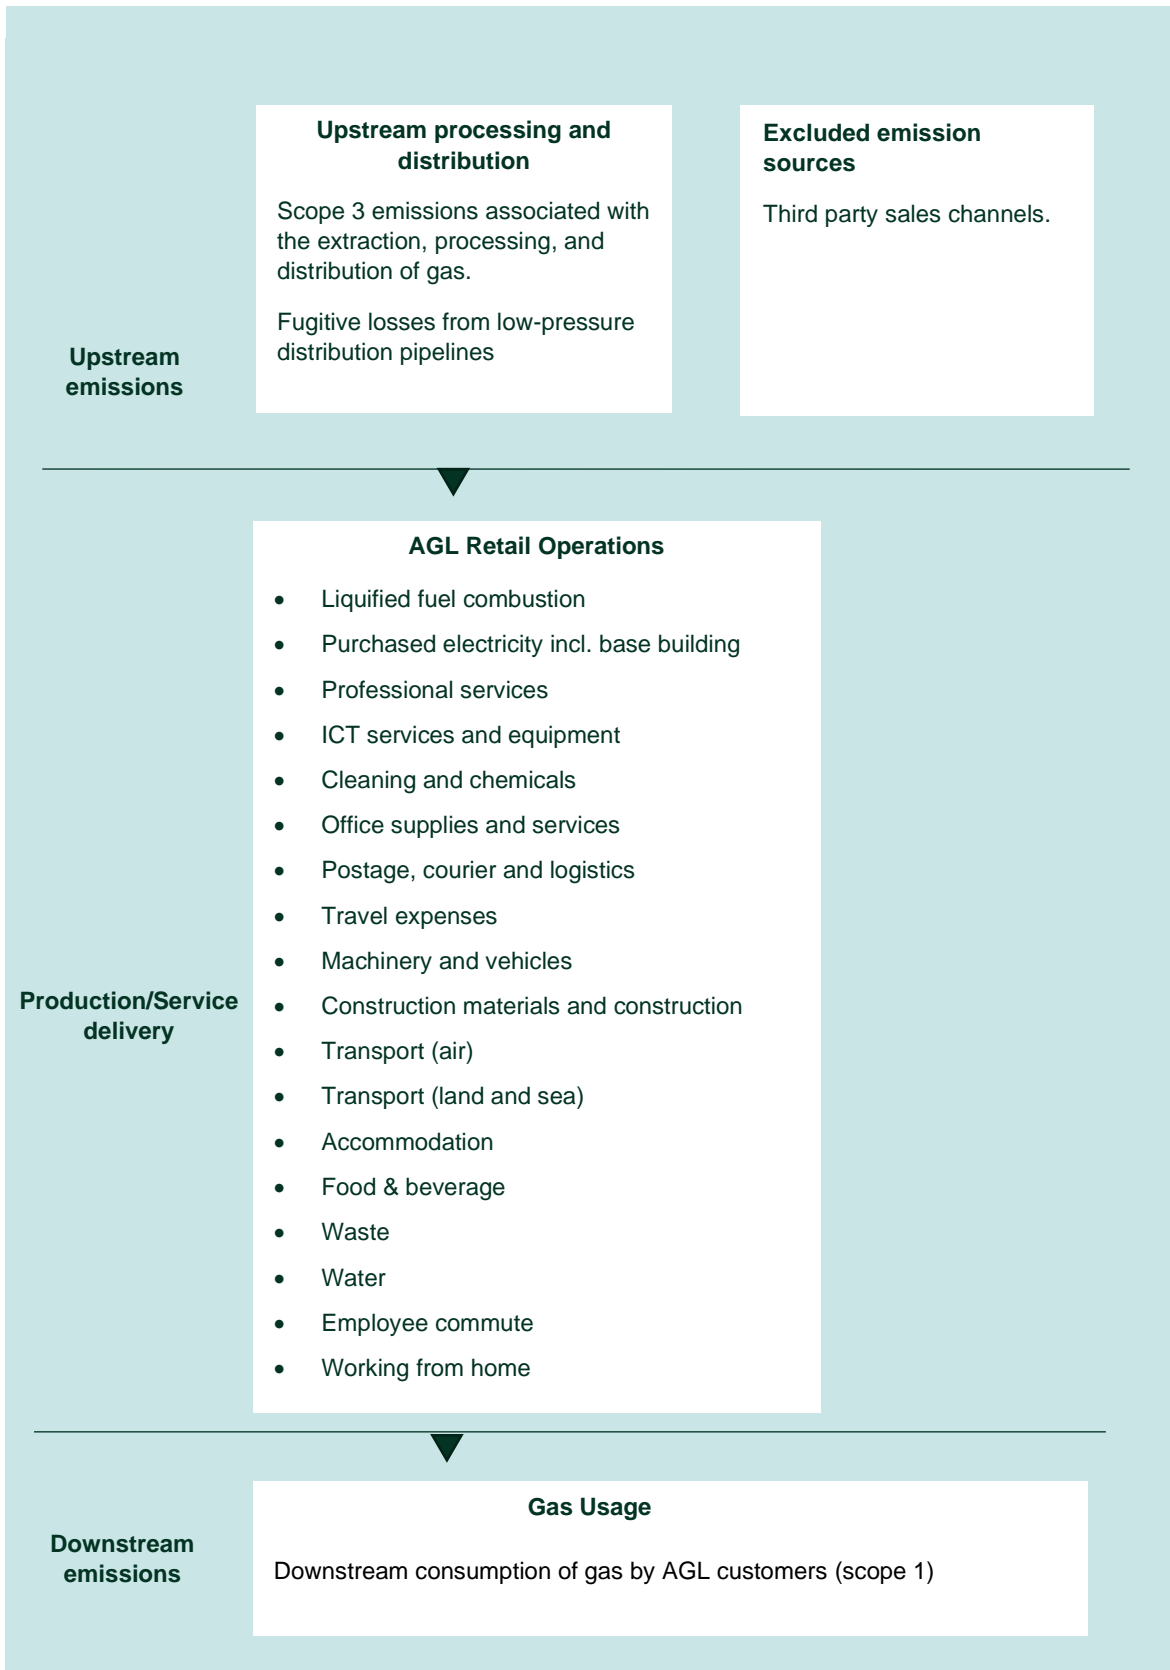 Upstream processing and
distribution
Scope 3 emissions associated with
the extraction, processing, and
distribution of gas.
Fugitive losses from low-pressure
distribution pipelines
Excluded emission
sources
Third party sales channels.
Upstream
emissions
AGL Retail Operations
• Liquified fuel combustion
• Purchased electricity incl. base building
• Professional services
• ICT services and equipment
• Cleaning and chemicals
• Office supplies and services
• Postage, courier and logistics
• Travel expenses
• Machinery and vehicles
• Construction materials and construction
• Transport (air)
• Transport (land and sea)
• Accommodation
• Food & beverage
• Waste
• Water
• Employee commute
• Working from home
Production/Service
delivery
Gas Usage
Downstream consumption of gas by AGL customers (scope 1)
Downstream
emissions